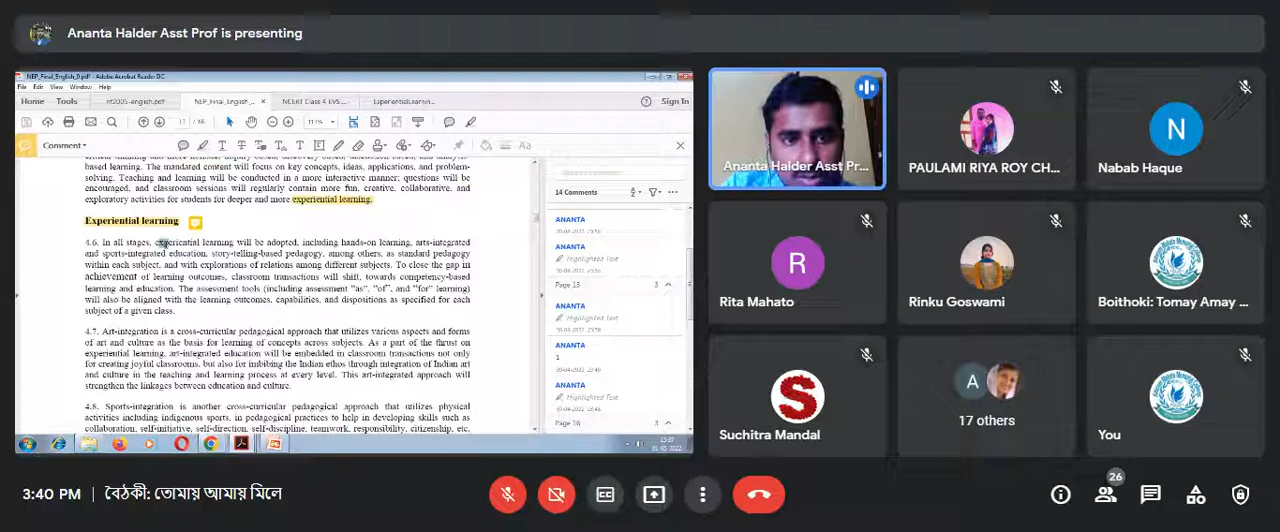 Ananta Halder Asst Prof is presenting
NEP_Final_English_0.pdf - Adobe Acrobat Reader DC
File Edit View Window Help
Home Tools
NEP_Final_English_...
NCERT Class 4 EVS...
ExperientialLearnin...
Sign In
Comment
based learning. The mandated content will focus on key concepts, ideas, applications, and problem-
solving. Teaching and learning will be conducted in a more interactive manner; questions will be
encouraged, and classroom sessions will regularly contain more fun, creative, collaborative, and
exploratory activities for students for deeper and more experiential learning.
Experiential learning
4.6. In all stages, experiential learning will be adopted, including hands-on learning, arts-integrated
and sports-integrated education, story-telling-based pedagogy, among others, as standard pedagogy
within each subject, and with explorations of relations among different subjects. To close the gap in
achievement of learning outcomes, classroom transactions will shift, towards competency-based
learning and education. The assessment tools (including assessment “as”, “of”, and “for” learning)
will also be aligned with the learning outcomes, capabilities, and dispositions as specified for each
subject of a given class.
4.7. Art-integration is a cross-curricular pedagogical approach that utilizes various aspects and forms
of art and culture as the basis for learning of concepts across subjects. As a part of the thrust on
experiential learning, art-integrated education will be embedded in classroom transactions not only
for creating joyful classrooms, but also for imbibing the Indian ethos through integration of Indian art
and culture in the teaching and learning process at every level. This art-integrated approach will
strengthen the linkages between education and culture.
4.8. Sports-integration is another cross-curricular pedagogical approach that utilizes physical
activities including indigenous sports, in pedagogical practices to help in developing skills such as
collaboration, self-initiative, self-direction, self-discipline, teamwork, responsibility, citizenship, etc.
14 Comments
ANANTA
ANANTA
Highlighted Text
Page 13 3
ANANTA
Highlighted Text
ANANTA
1
ANANTA
Highlighted Text
Page 16 3
15:37
Ananta Halder Asst Pr...
PAULAMI RIYA ROY CH...
N
Nabab Haque
R
Rita Mahato
Rinku Goswami
Boithoki: Tomay Amay ...
S
Suchitra Mandal
A
17 others
You
3:40 PM | বৈঠকী: তোমায় আমায় মিলে
CC
26